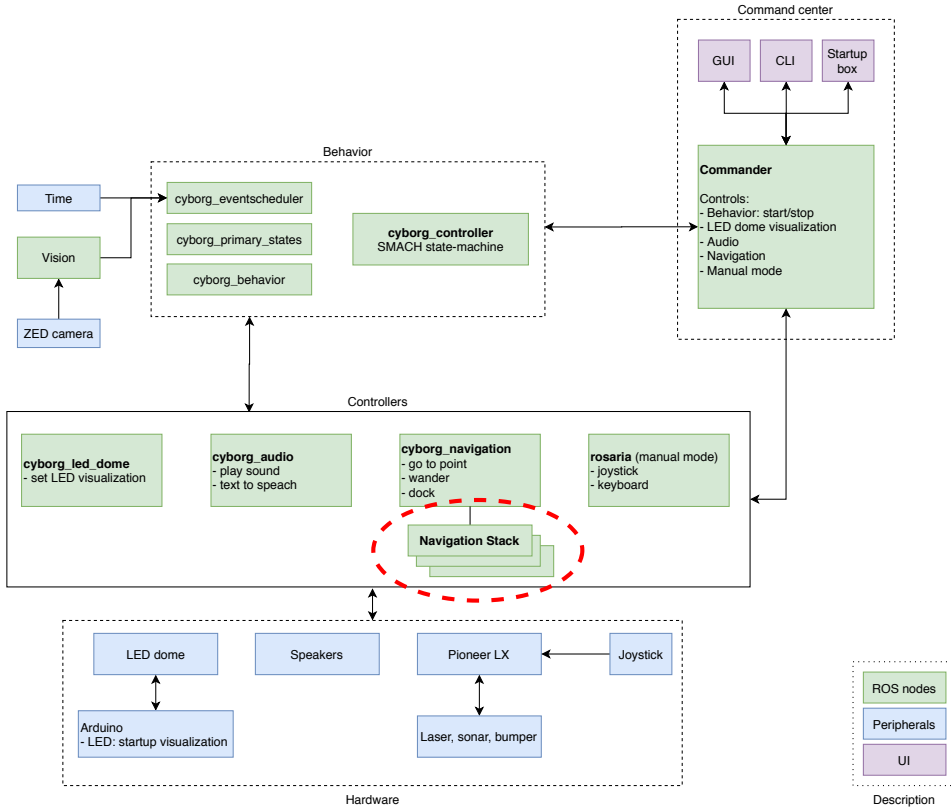 Command center
GUI
CLI
Startup
box
Commander
Controls:
- Behavior: start/stop
- LED dome visualization
- Audio
- Navigation
- Manual mode
Behavior
Time
Vision
ZED camera
cyborg_eventscheduler
cyborg_primary_states
cyborg_behavior
cyborg_controller
SMACH state-machine
Controllers
cyborg_led_dome
- set LED visualization
cyborg_audio
- play sound
- text to speach
cyborg_navigation
- go to point
- wander
- dock
rosaria (manual mode)
- joystick
- keyboard
Navigation Stack
LED dome
Speakers
Pioneer LX
Joystick
Arduino
- LED: startup visualization
Laser, sonar, bumper
Hardware
ROS nodes
Peripherals
UI
Description